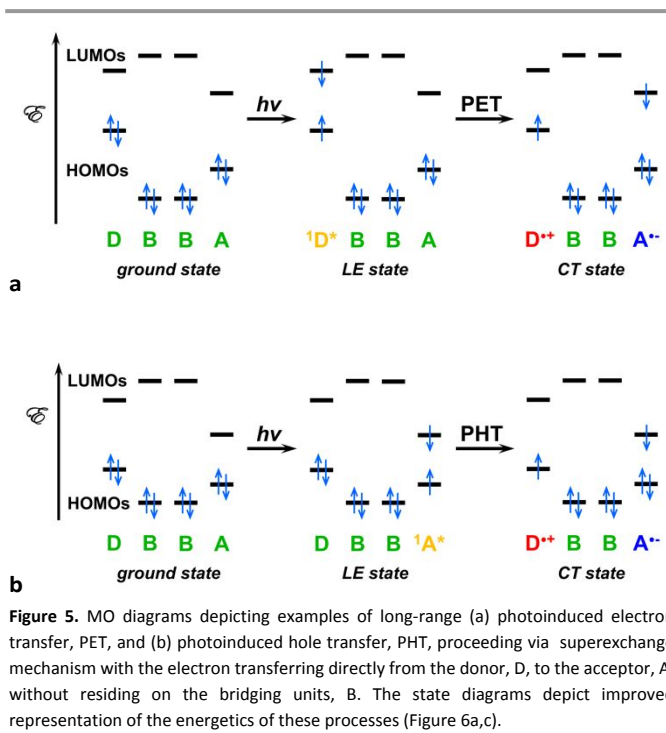 LUMOs
hν
PET
ℰ
HOMOs
D B B A ¹D* B B A D•+ B B A•-
ground state LE state CT state
a
LUMOs
ℰ
hν
PHT
HOMOs
D B B A D B B ¹A* D•+ B B A•-
ground state LE state CT state
b
Figure 5. MO diagrams depicting examples of long-range (a) photoinduced electron
transfer, PET, and (b) photoinduced hole transfer, PHT, proceeding via superexchang
mechanism with the electron transferring directly from the donor, D, to the acceptor, A
without residing on the bridging units, B. The state diagrams depict improved
representation of the energetics of these processes (Figure 6a,c).